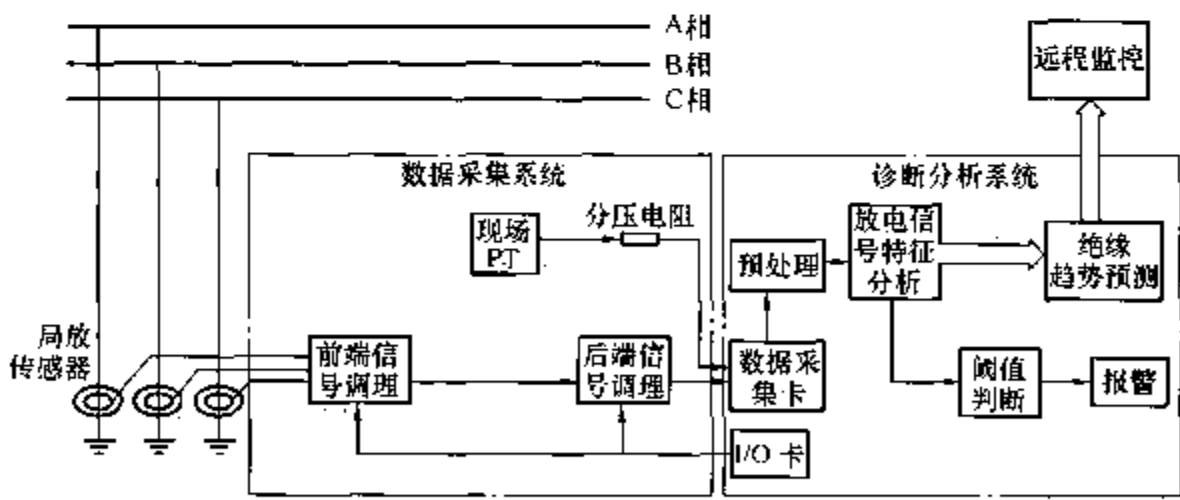 A相
B相
C相
远程监控
数据采集系统
诊断分析系统
现场
PT
分压电阻
预处理
放电信
号特征
分析
绝缘
趋势预测
局放
传感器
前端信
号调理
后端信
号调理
数据采
集卡
阈值
判断
报警
I/O 卡